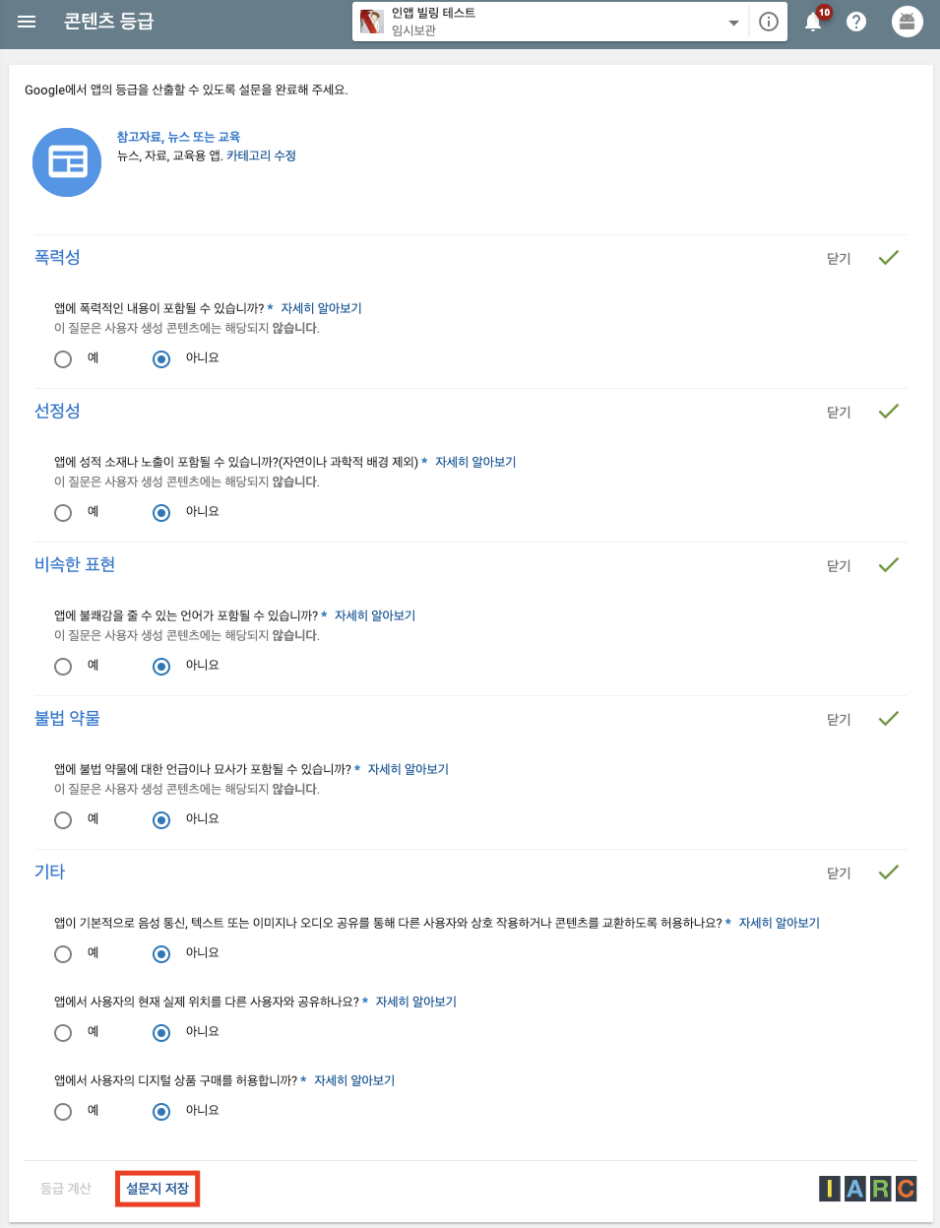 콘텐츠 등급
인앱 빌링 테스트
임시보관
10
Google에서 앱의 등급을 산출할 수 있도록 설문을 완료해 주세요.
참고자료, 뉴스 또는 교육
뉴스, 자료, 교육용 앱. 카테고리 수정
폭력성 닫기
앱에 폭력적인 내용이 포함될 수 있습니까? * 자세히 알아보기
이 질문은 사용자 생성 콘텐츠에는 해당되지 않습니다.
예 아니요
선정성 닫기
앱에 성적 소재나 노출이 포함될 수 있습니까?(자연이나 과학적 배경 제외) * 자세히 알아보기
이 질문은 사용자 생성 콘텐츠에는 해당되지 않습니다.
예 아니요
비속한 표현 닫기
앱에 불쾌감을 줄 수 있는 언어가 포함될 수 있습니까? * 자세히 알아보기
이 질문은 사용자 생성 콘텐츠에는 해당되지 않습니다.
예 아니요
불법 약물 닫기
앱에 불법 약물에 대한 언급이나 묘사가 포함될 수 있습니까? * 자세히 알아보기
이 질문은 사용자 생성 콘텐츠에는 해당되지 않습니다.
예 아니요
기타 닫기
앱이 기본적으로 음성 통신, 텍스트 또는 이미지나 오디오 공유를 통해 다른 사용자와 상호 작용하거나 콘텐츠를 교환하도록 허용하나요? * 자세히 알아보기
예 아니요
앱에서 사용자의 현재 실제 위치를 다른 사용자와 공유하나요? * 자세히 알아보기
예 아니요
앱에서 사용자의 디지털 상품 구매를 허용합니까? * 자세히 알아보기
예 아니요
등급 계산 설문지 저장 IARC